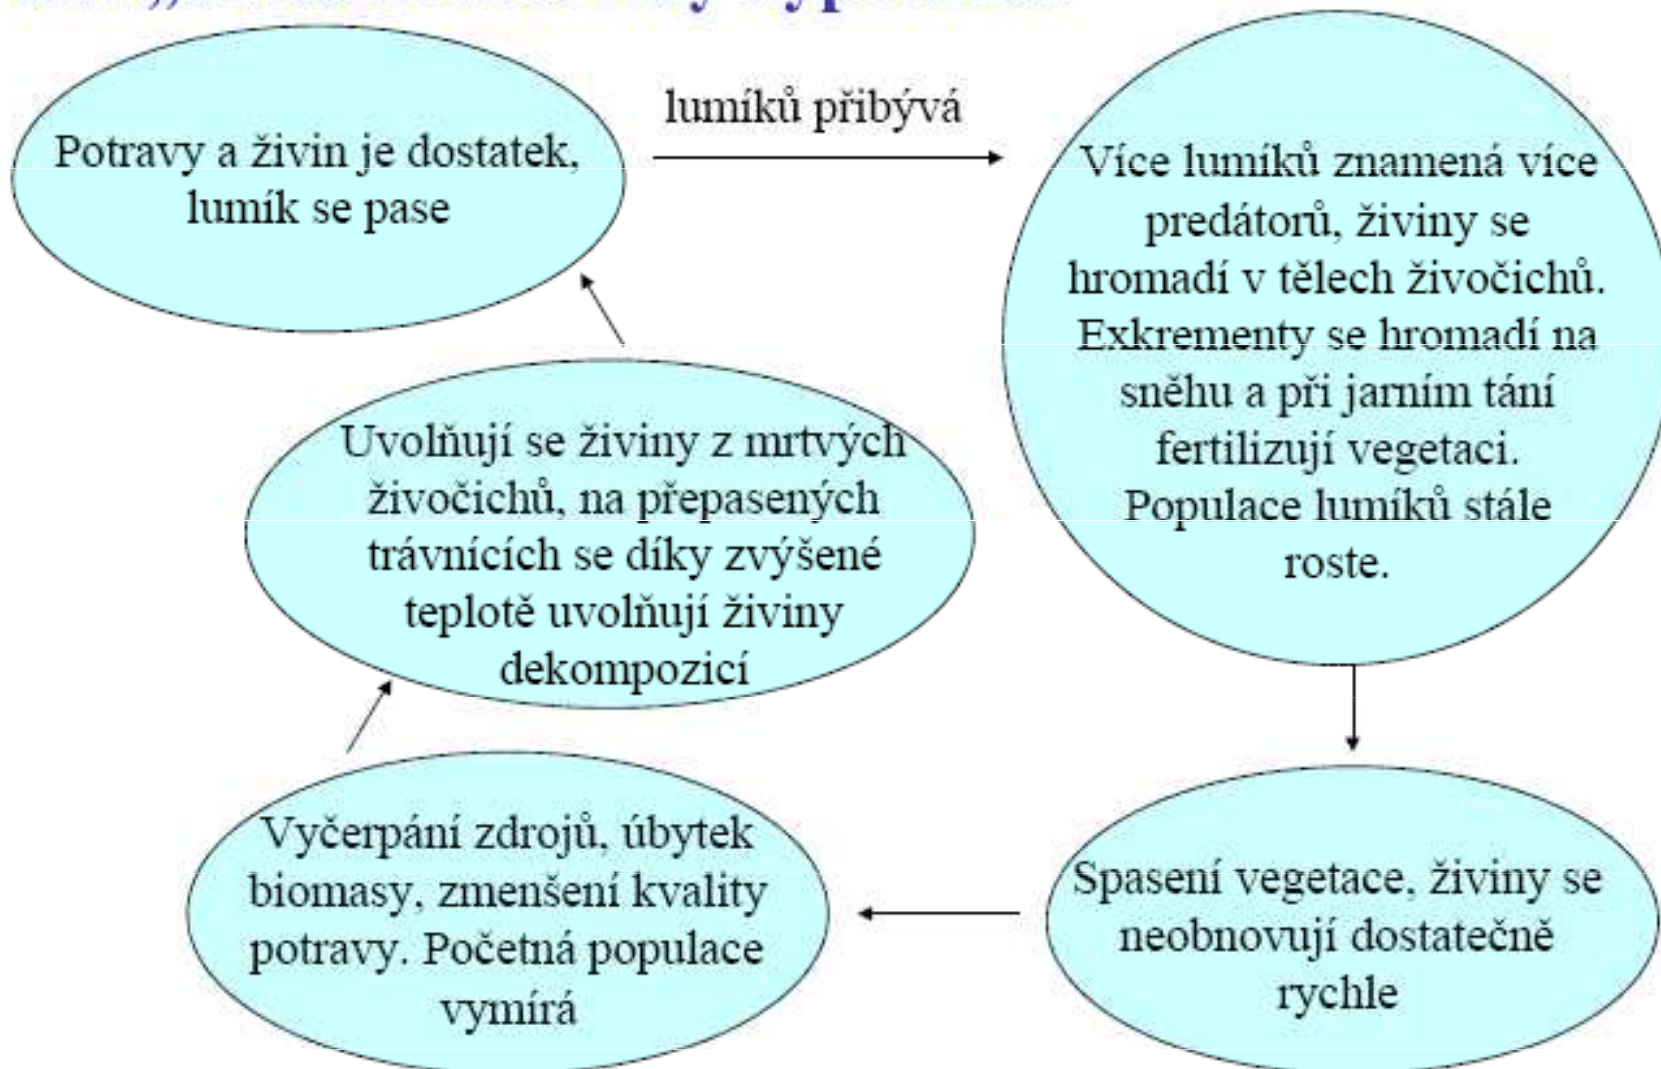 Potravy a živin je dostatek,
lumík se pase
lumíků přibývá
Více lumíků znamená více
predátorů, živiny se
hromadí v tělech živočichů.
Exkrementy se hromadí na
sněhu a při jarním tání
fertilizují vegetaci.
Populace lumíků stále
roste.
Spasení vegetace, živiny se
neobnovují dostatečně
rychle
Vyčerpání zdrojů, úbytek
biomasy, zmenšení kvality
potravy. Početná populace
vymírá
Uvolňují se živiny z mrtvých
živočichů, na přepasených
trávnících se díky zvýšené
teplotě uvolňují živiny
dekompozicí